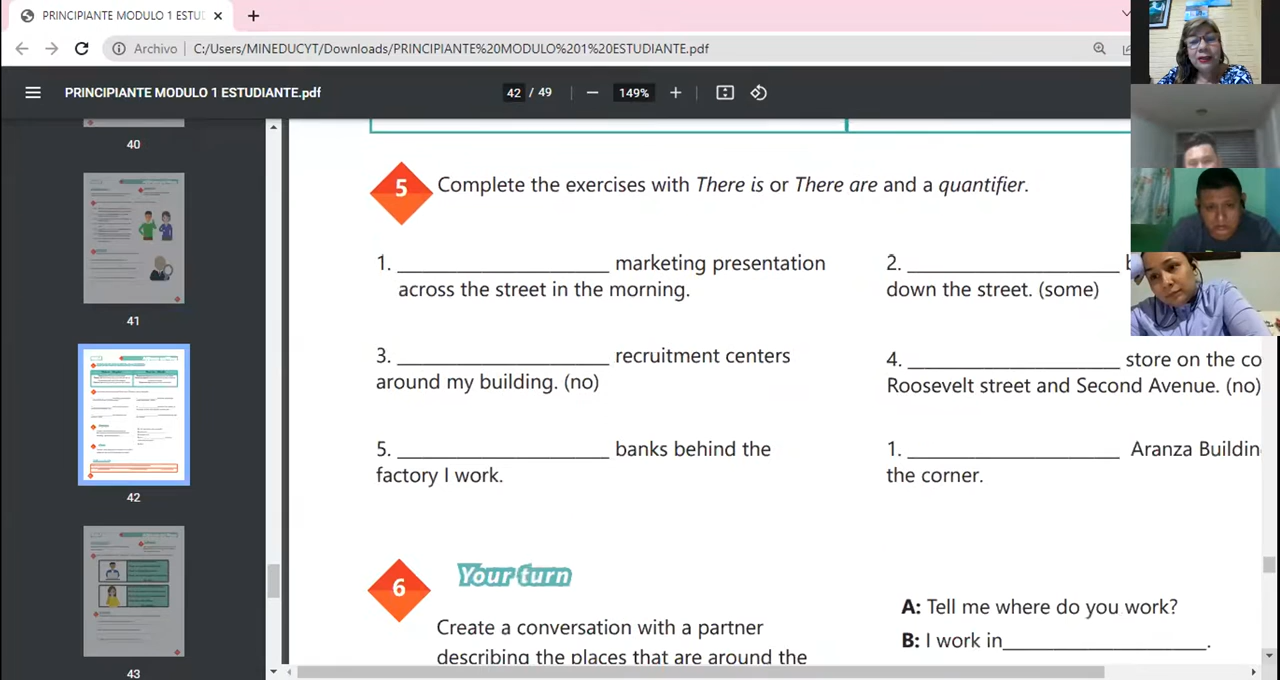 PRINCIPIANTE MODULO 1 ESTU
Archivo
C:/Users/MINEDUCYT/Downloads/PRINCIPIANTE%20MODULO%201%20ESTUDIANTE.pdf
PRINCIPIANTE MODULO 1 ESTUDIANTE.pdf
42 / 49
149%
40
41
42
43
5 Complete the exercises with There is or There are and a quantifier.
1. ____________________ marketing presentation
across the street in the morning.
2. ____________________ b
down the street. (some)
3. ____________________ recruitment centers
around my building. (no)
4. ____________________ store on the co
Roosevelt street and Second Avenue. (no)
5. ____________________ banks behind the
factory I work.
1. ____________________ Aranza Buildin
the corner.
6 Your turn
Create a conversation with a partner
describing the places that are around the
A: Tell me where do you work?
B: I work in____________________.